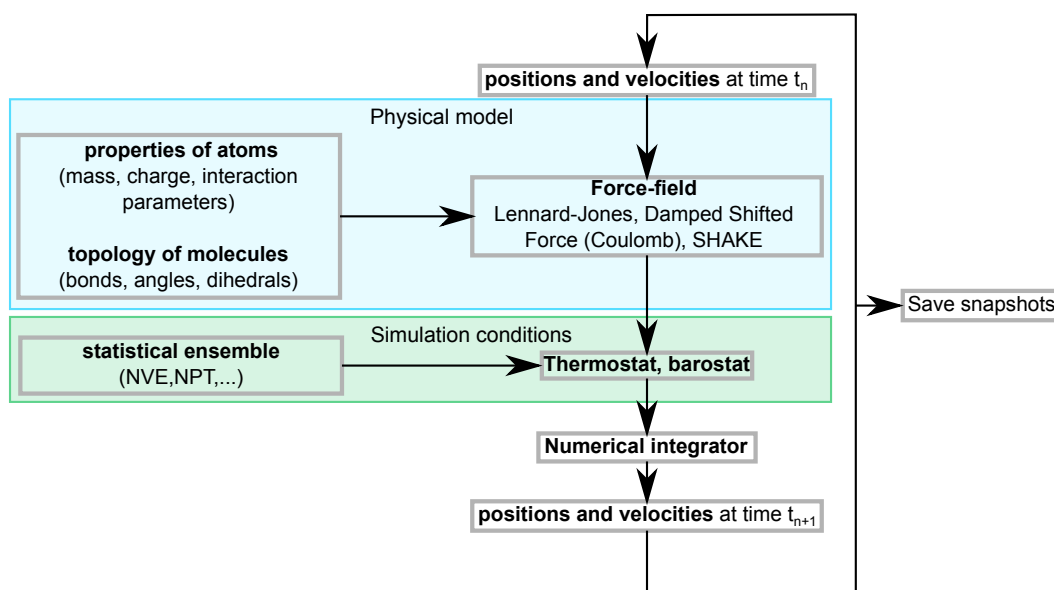 positions and velocities at time tn
Physical model
properties of atoms
(mass, charge, interaction
parameters)
topology of molecules
(bonds, angles, dihedrals)
Force-field
Lennard-Jones, Damped Shifted
Force (Coulomb), SHAKE
Save snapshots
Simulation conditions
statistical ensemble
(NVE,NPT,...)
Thermostat, barostat
Numerical integrator
positions and velocities at time tn+1